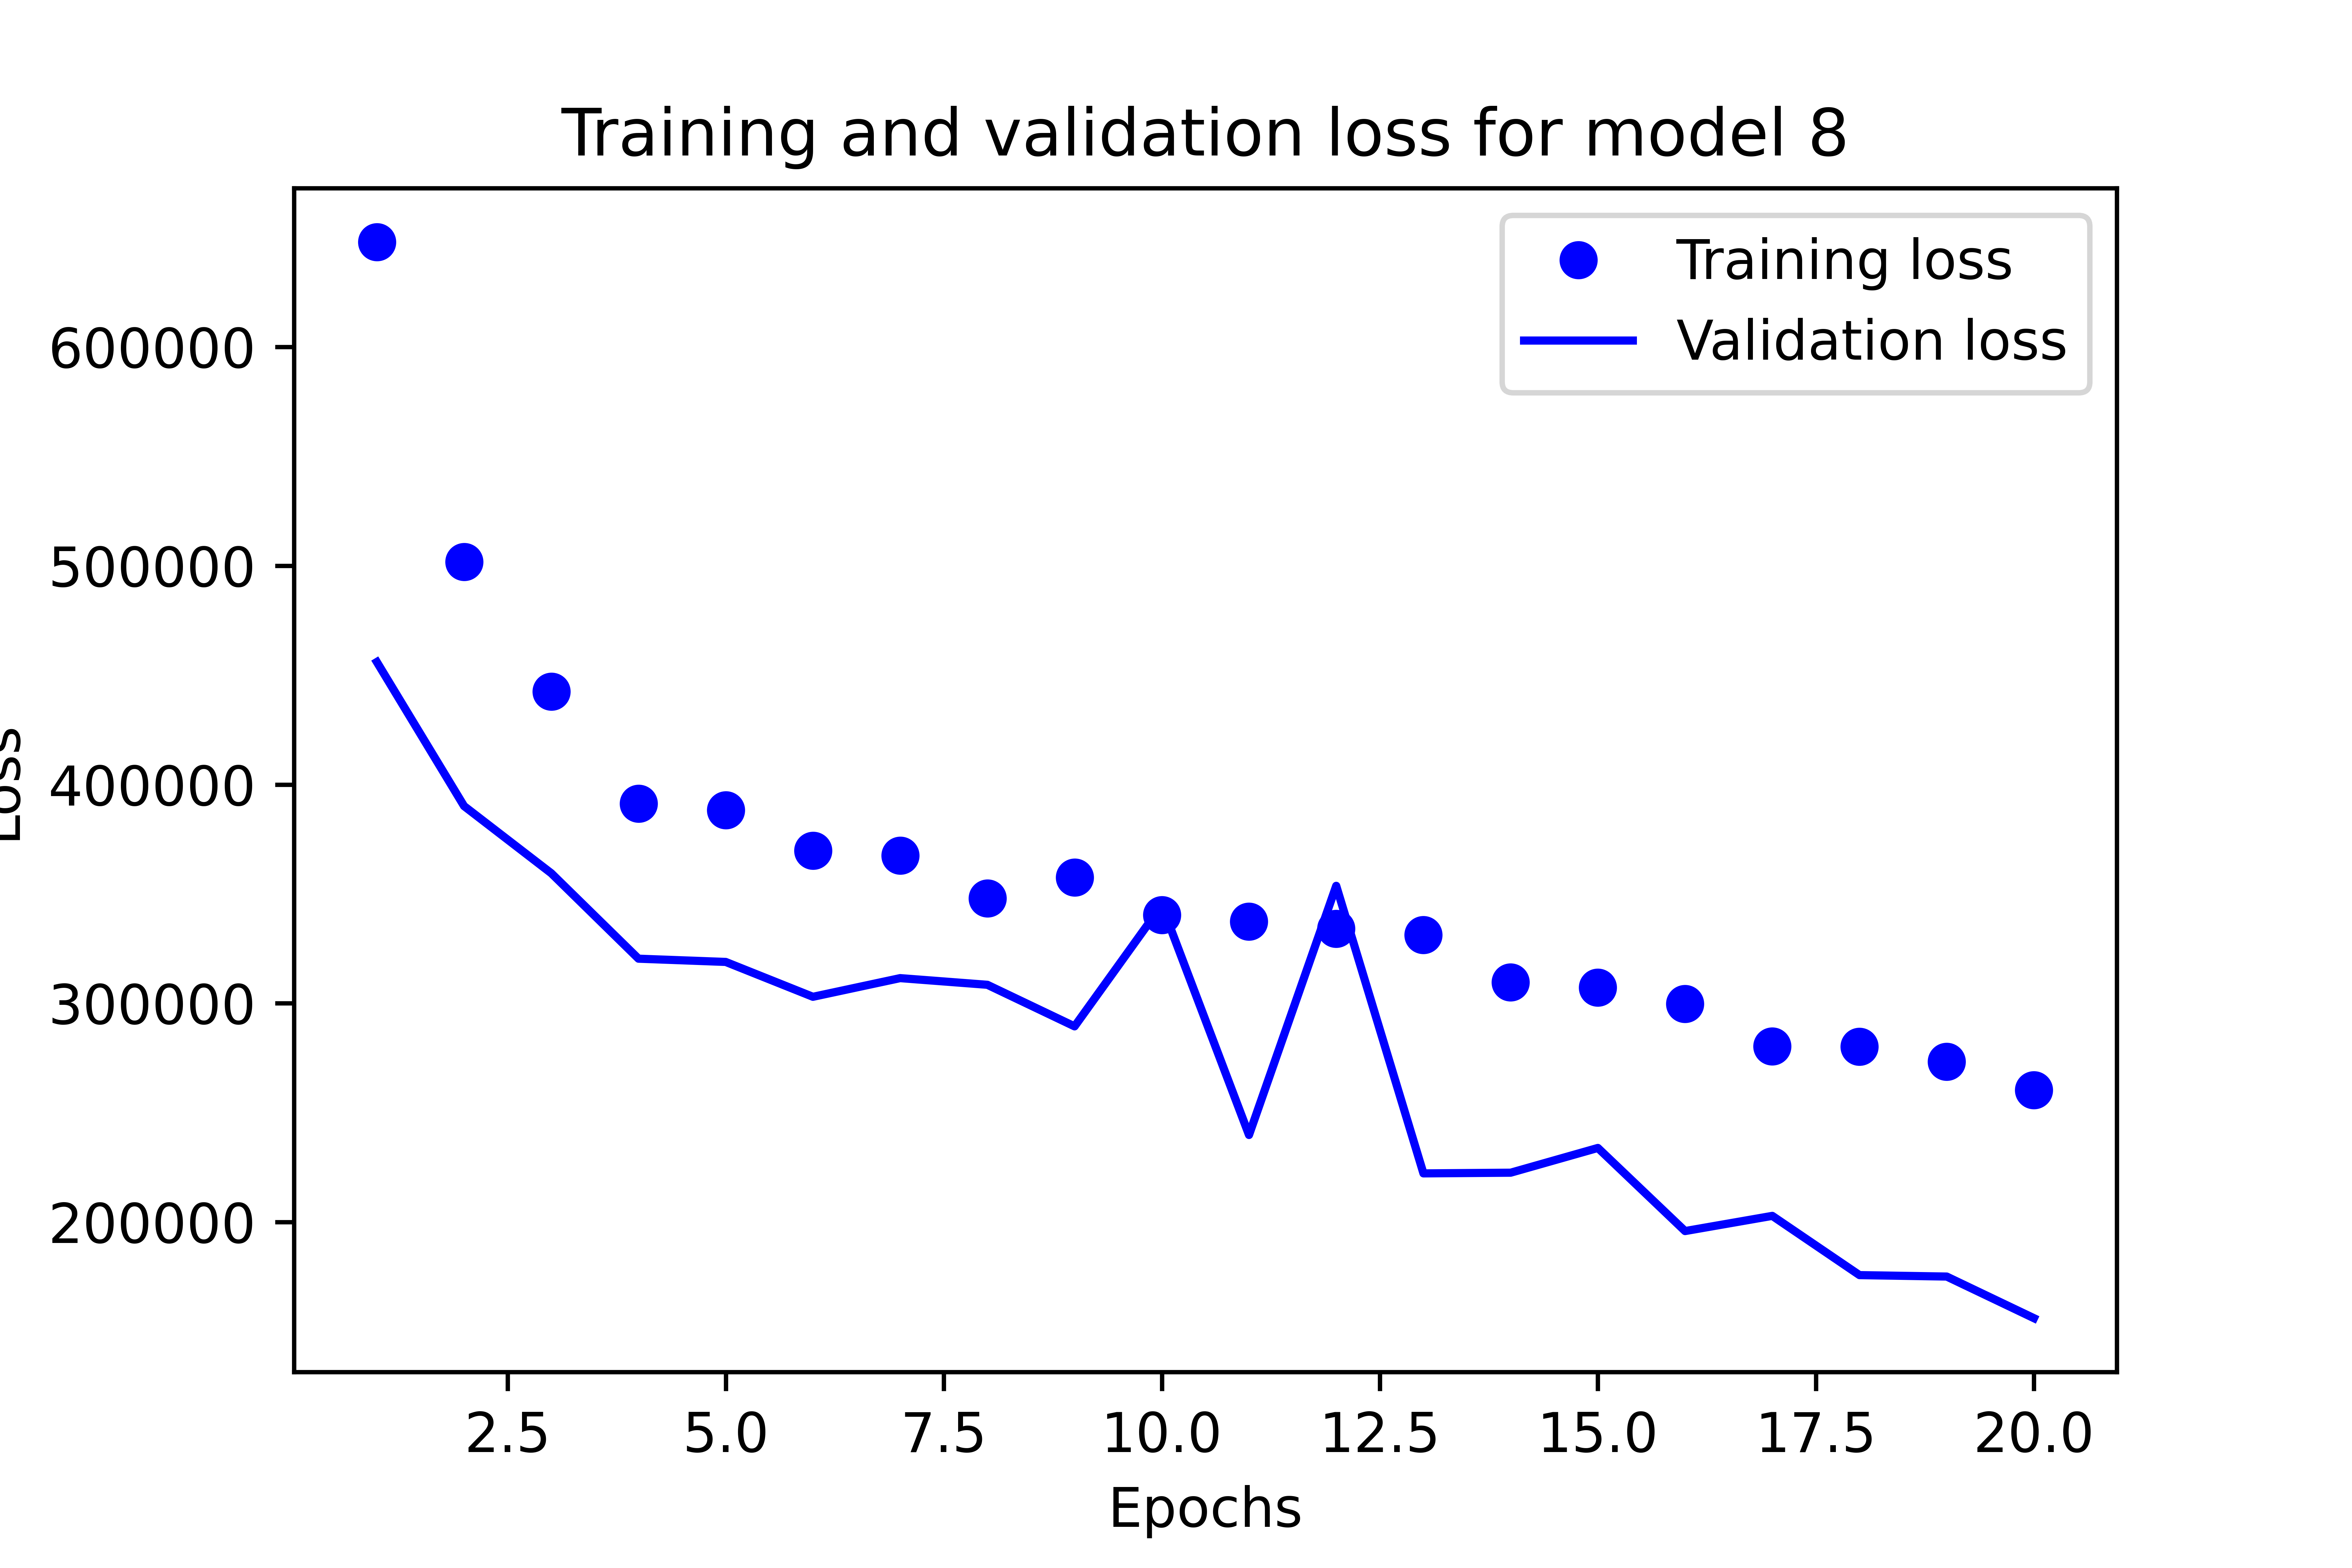 Training and validation loss for model 8
Training loss
Validation loss
600000
500000
400000
300000
200000
Loss
2.5 5.0 7.5 10.0 12.5 15.0 17.5 20.0
Epochs